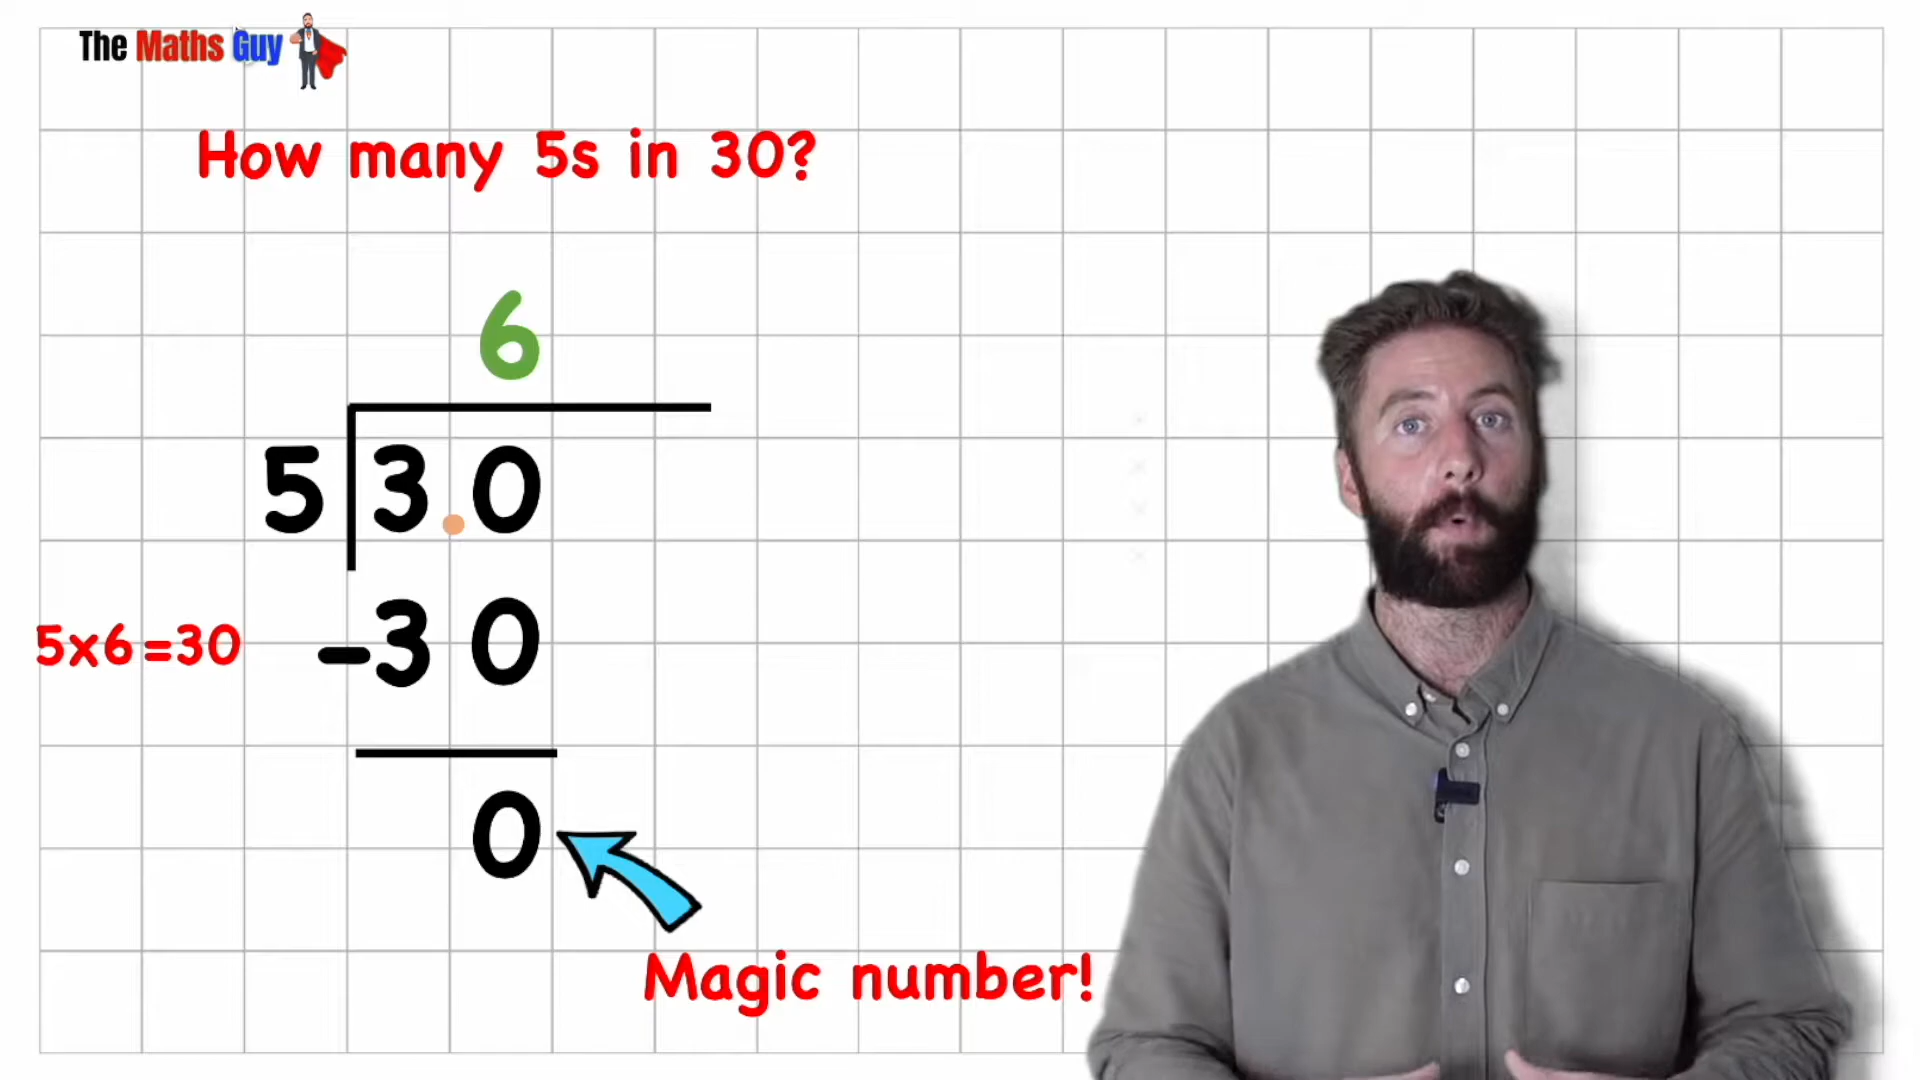 The Maths Guy
How many 5s in 30?
6
5 3.0
5x6=30 -3 0
0
Magic number!